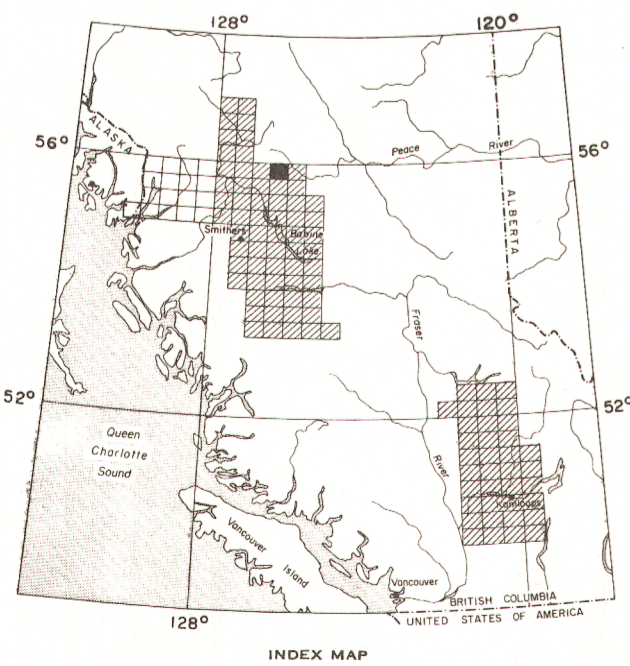 128° 120°
ALASKA
56° 56°
Peace River
ALBERTA
Smithers
Babine
Lake
Fraser
52° 52°
Queen
Charlotte
Sound
River
Kamloops
Vancouver Island
Vancouver
BRITISH COLUMBIA
UNITED STATES OF AMERICA
128°
INDEX MAP